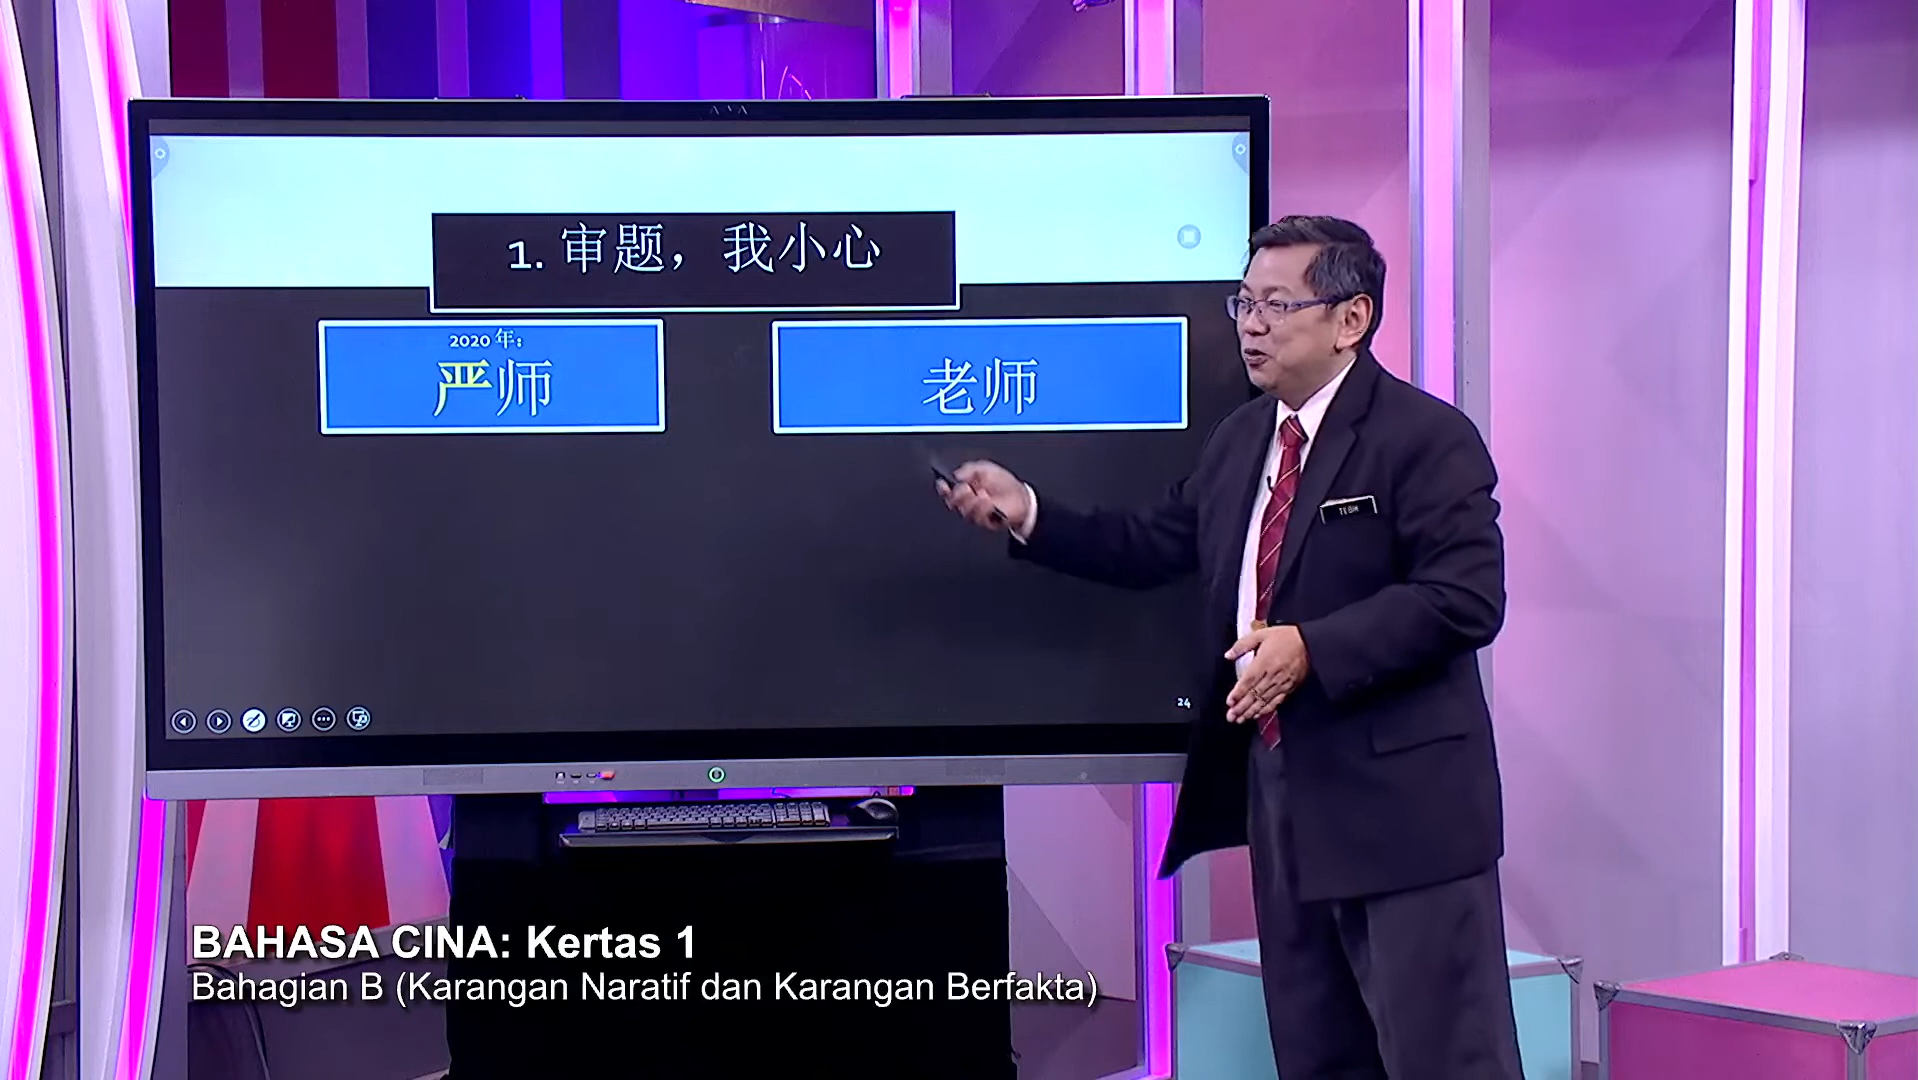 1. 审题，我小心
2020 年：
严师
老师
TEOH
24
BAHASA CINA: Kertas 1
Bahagian B (Karangan Naratif dan Karangan Berfakta)